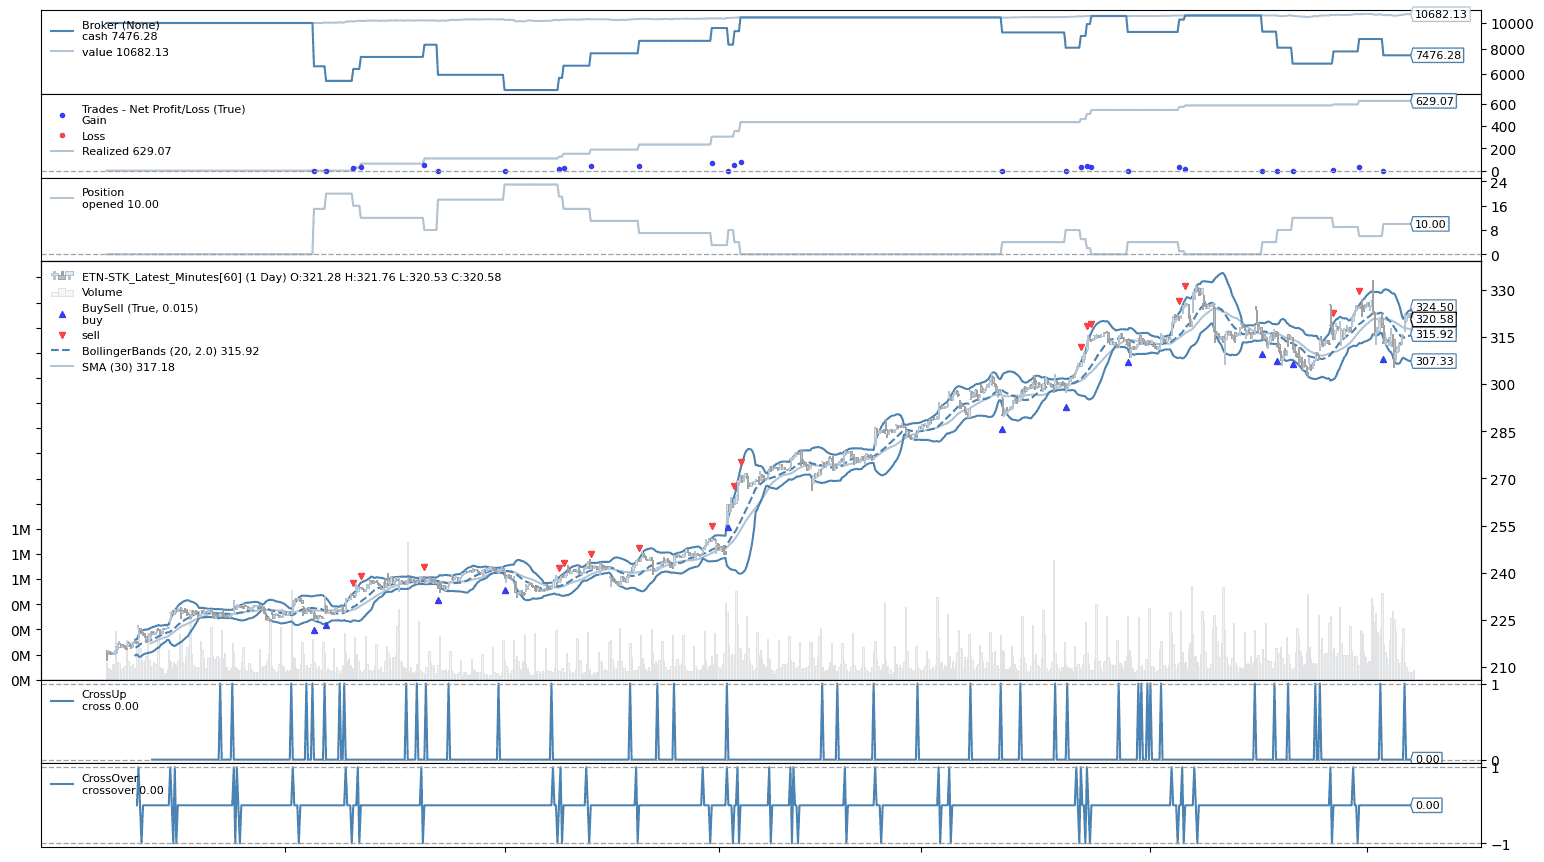 Broker (None)
cash 7476.28
value 10682.13
10682.13
10000
8000
7476.28
6000
Trades - Net Profit/Loss (True)
Gain
Loss
Realized 629.07
629.07
600
400
200
0
Position
opened 10.00
24
16
10.00
8
0
ETN-STK_Latest_Minutes[60] (1 Day) O:321.28 H:321.76 L:320.53 C:320.58
Volume
BuySell (True, 0.015)
buy
sell
BollingerBands (20, 2.0) 315.92
SMA (30) 317.18
330
324.50
320.58
315.92
315
307.33
300
285
270
255
240
225
210
1M
1M
1M
0M
0M
0M
0M
CrossUp
cross 0.00
1
0.00
0
CrossOver
crossover 0.00
1
0.00
−1